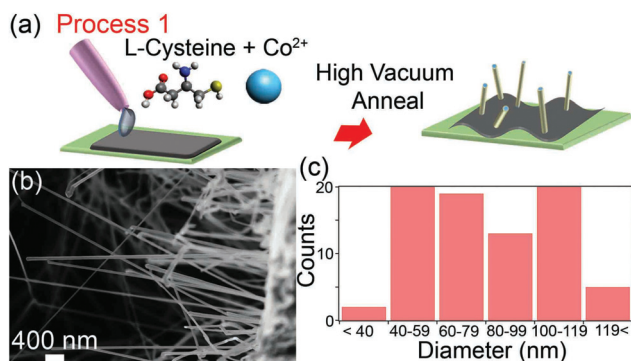 (a) Process 1
L-Cysteine + Co²⁺
High Vacuum
Anneal
(b)
400 nm
(c)
20
10
0
Counts
< 40 40-59 60-79 80-99 100-119 119<
Diameter (nm)